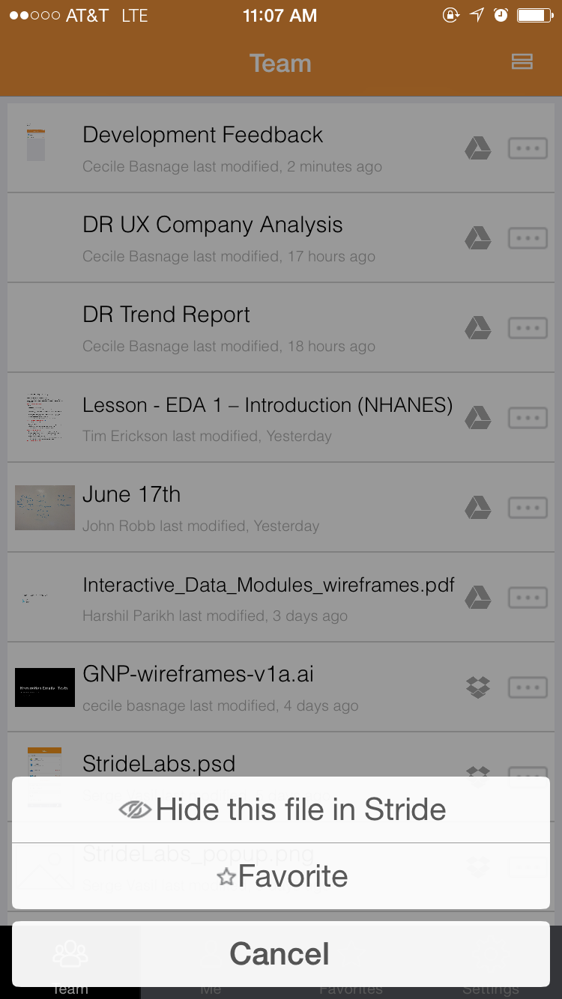 AT&T LTE 11:07 AM
Team
Development Feedback
Cecile Basnage last modified, 2 minutes ago
DR UX Company Analysis
Cecile Basnage last modified, 17 hours ago
DR Trend Report
Cecile Basnage last modified, 18 hours ago
Lesson - EDA 1 – Introduction (NHANES)
Tim Erickson last modified, Yesterday
June 17th
John Robb last modified, Yesterday
Interactive_Data_Modules_wireframes.pdf
Harshil Parikh last modified, 3 days ago
GNP-wireframes-v1a.ai
cecile basnage last modified, 4 days ago
StrideLabs.psd
Hide this file in Stride
StrideLabs_popup.png
Favorite
Cancel
Team Me Favorites Settings